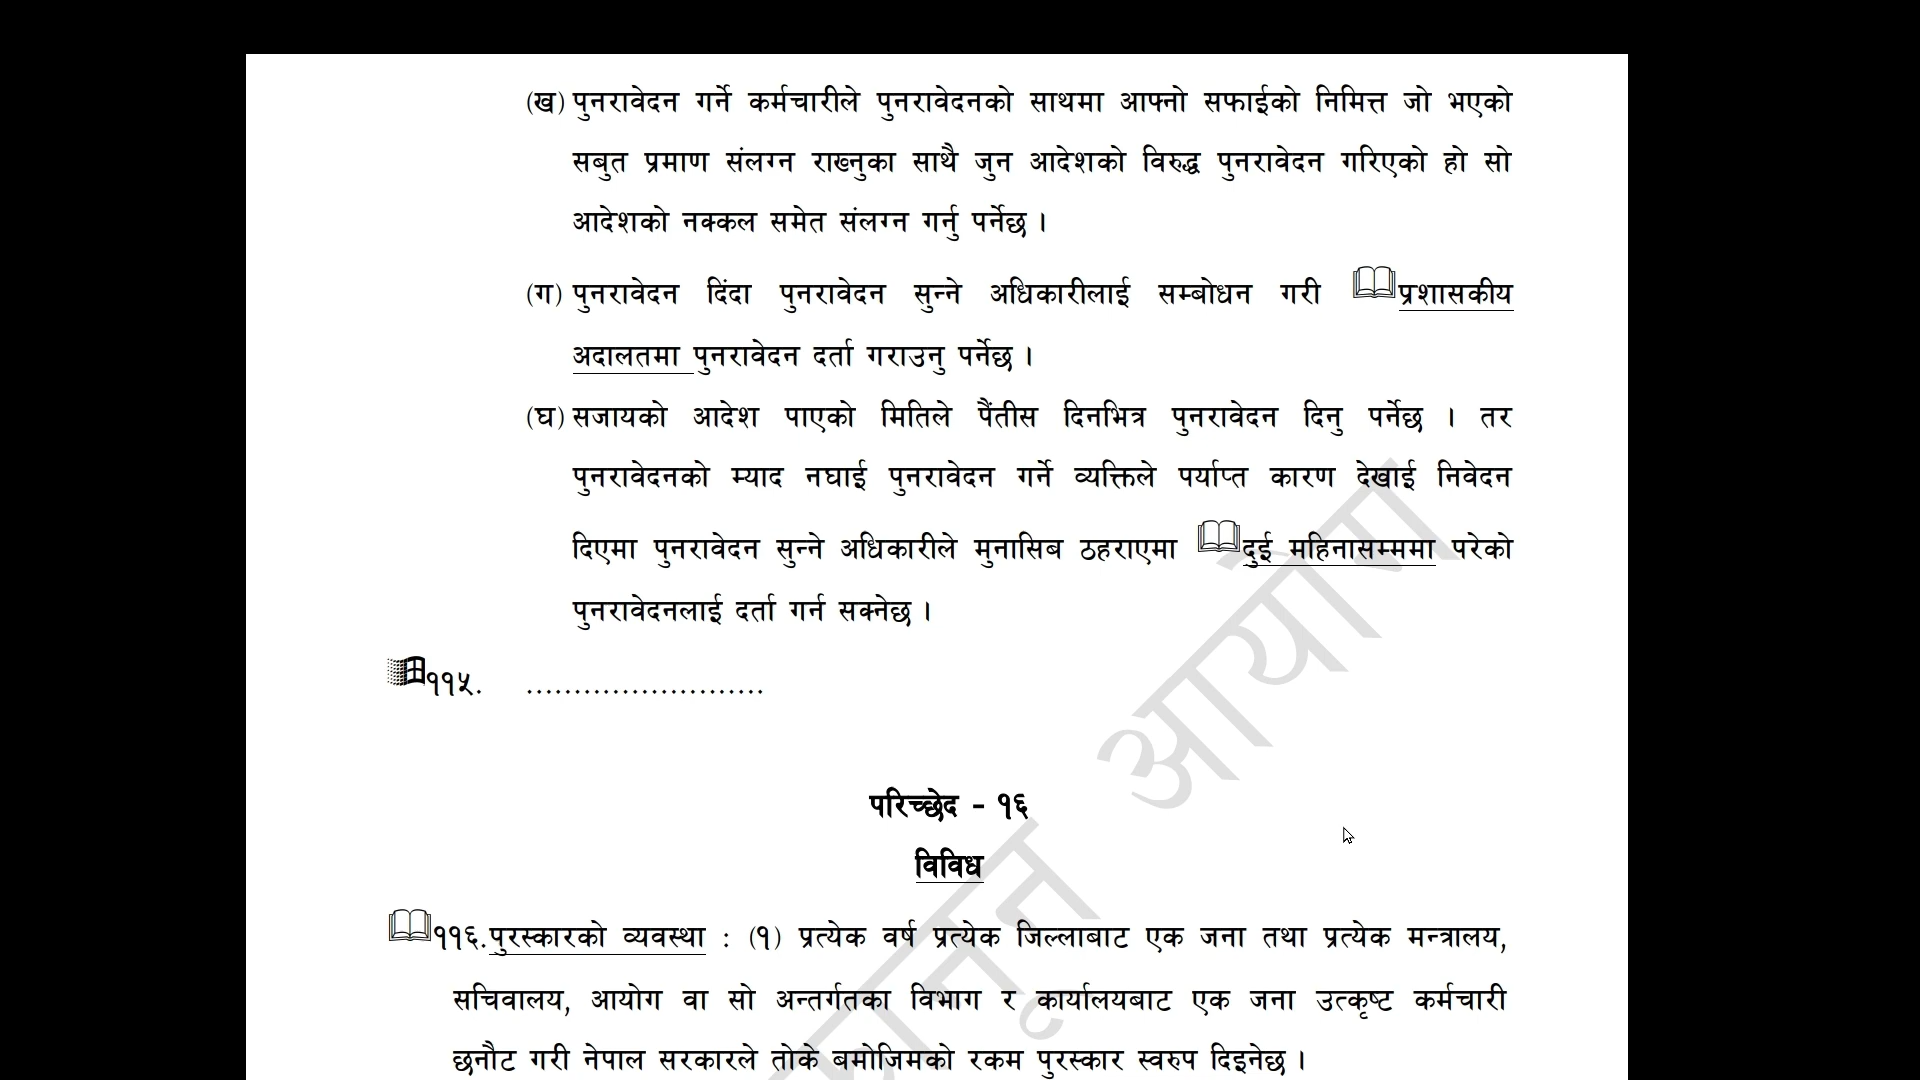 (ख) पुनरावेदन गर्ने कर्मचारीले पुनरावेदनको साथमा आफ्नो सफाईको निमित्त जो भएको
सबुत प्रमाण संलग्न राख्नुका साथै जुन आदेशको विरुद्ध पुनरावेदन गरिएको हो सो
आदेशको नक्कल समेत संलग्न गर्नु पर्नेछ ।
(ग) पुनरावेदन दिंदा पुनरावेदन सुन्ने अधिकारीलाई सम्बोधन गरी प्रशासकीय
अदालतमा पुनरावेदन दर्ता गराउनु पर्नेछ ।
(घ) सजायको आदेश पाएको मितिले पैंतीस दिनभित्र पुनरावेदन दिनु पर्नेछ । तर
पुनरावेदनको म्याद नघाई पुनरावेदन गर्ने व्यक्तिले पर्याप्त कारण देखाई निवेदन
दिएमा पुनरावेदन सुन्ने अधिकारीले मुनासिब ठहराएमा दुई महिनासम्ममा परेको
पुनरावेदनलाई दर्ता गर्न सक्नेछ ।
११५. .........................
परिच्छेद - १६
विविध
११६.पुरस्कारको व्यवस्था : (१) प्रत्येक वर्ष प्रत्येक जिल्लाबाट एक जना तथा प्रत्येक मन्त्रालय,
सचिवालय, आयोग वा सो अन्तर्गतका विभाग र कार्यालयबाट एक जना उत्कृष्ट कर्मचारी
छनौट गरी नेपाल सरकारले तोके बमोजिमको रकम पुरस्कार स्वरुप दिइनेछ ।
आयोग